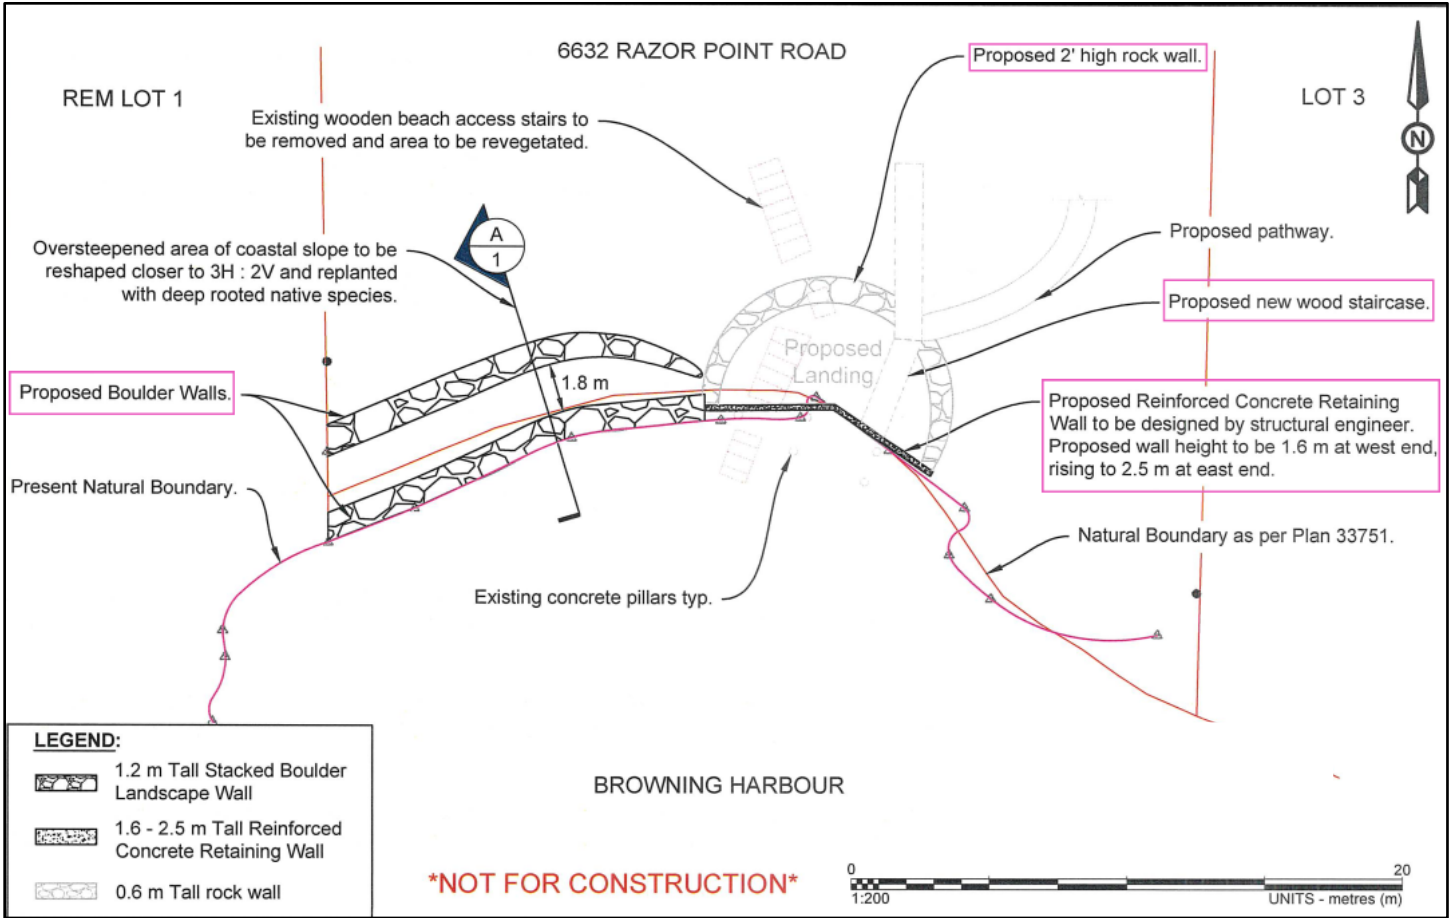 6632 RAZOR POINT ROAD
Proposed 2' high rock wall.
REM LOT 1
LOT 3
Existing wooden beach access stairs to
be removed and area to be revegetated.
N
A
1
Oversteepened area of coastal slope to be
reshaped closer to 3H : 2V and replanted
with deep rooted native species.
Proposed pathway.
Proposed new wood staircase.
Proposed
Landing
1.8 m
Proposed Boulder Walls.
Proposed Reinforced Concrete Retaining
Wall to be designed by structural engineer.
Proposed wall height to be 1.6 m at west end,
rising to 2.5 m at east end.
Present Natural Boundary.
Natural Boundary as per Plan 33751.
Existing concrete pillars typ.
LEGEND:
1.2 m Tall Stacked Boulder
Landscape Wall
1.6 - 2.5 m Tall Reinforced
Concrete Retaining Wall
0.6 m Tall rock wall
BROWNING HARBOUR
*NOT FOR CONSTRUCTION*
0
20
1:200
UNITS - metres (m)